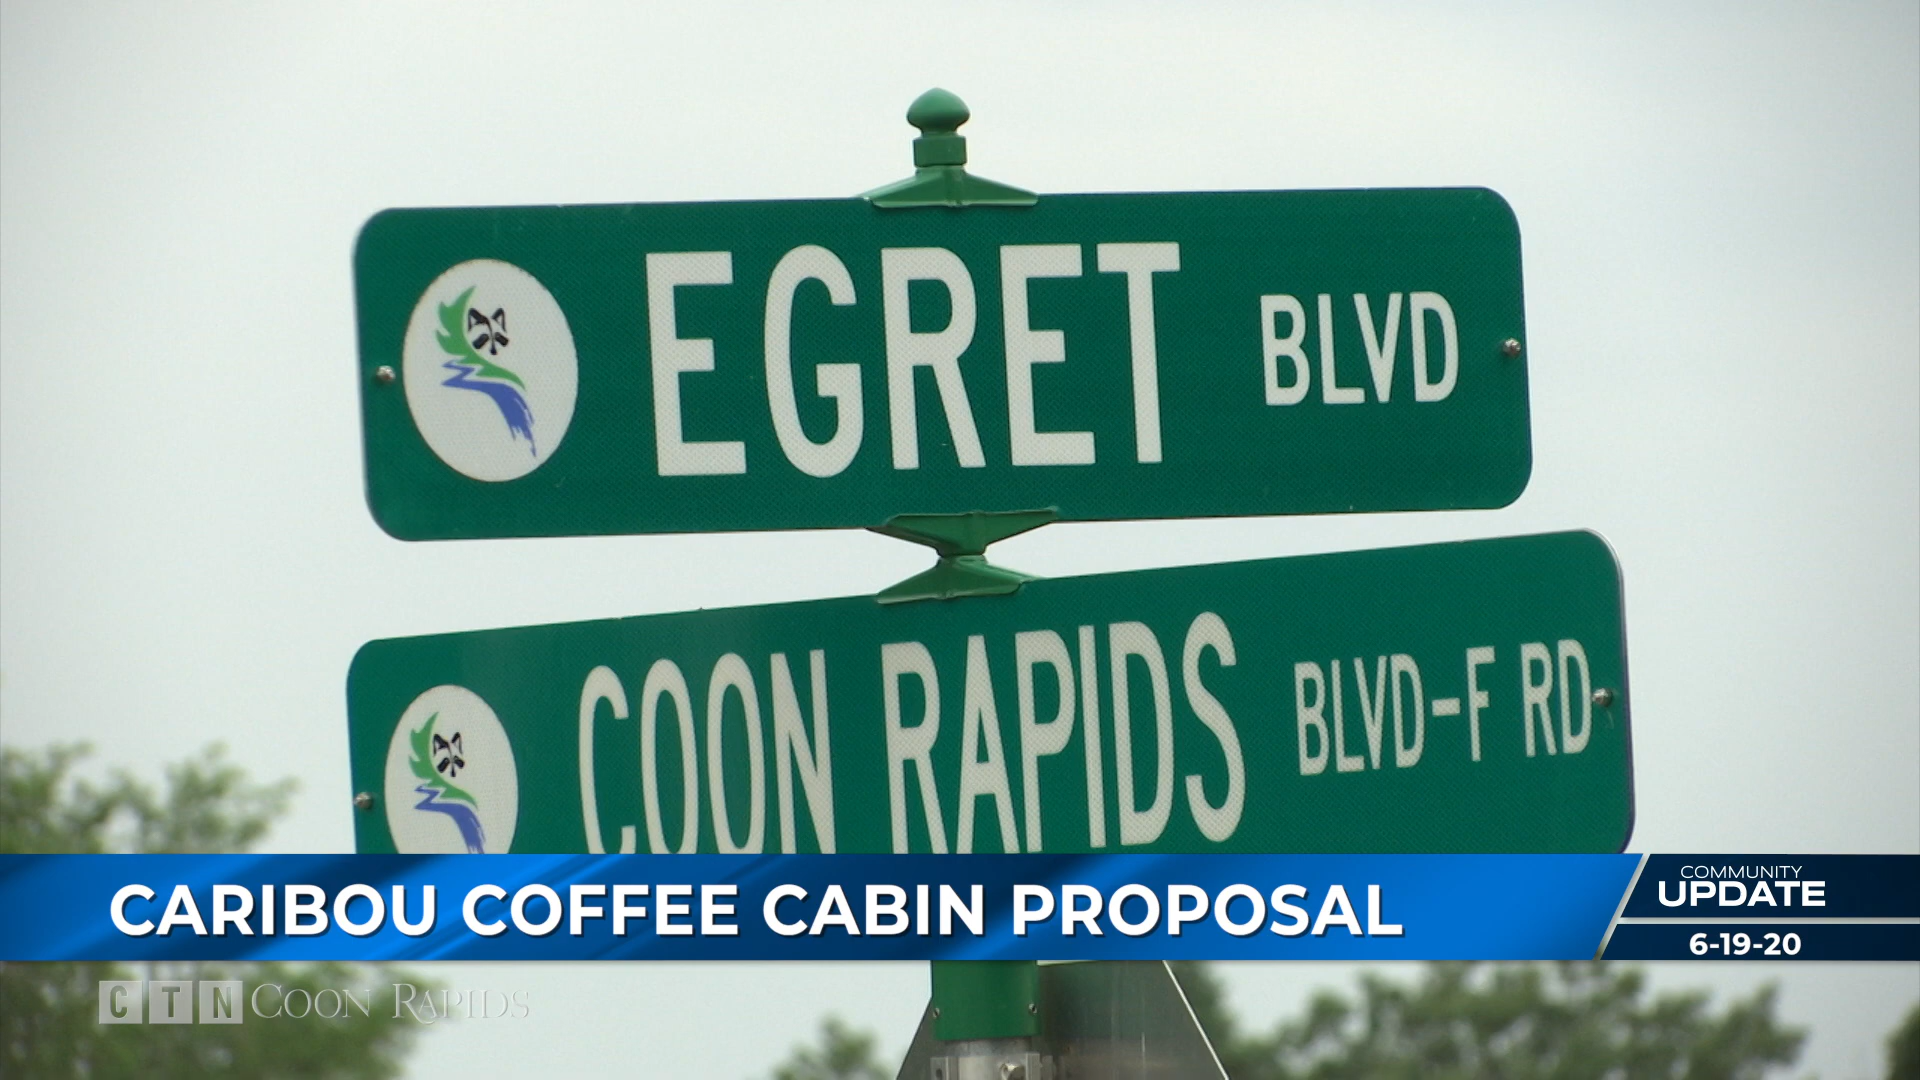 EGRET BLVD
COON RAPIDS BLVD-F RD
CARIBOU COFFEE CABIN PROPOSAL
COMMUNITY
UPDATE
6-19-20
CTN COON RAPIDS